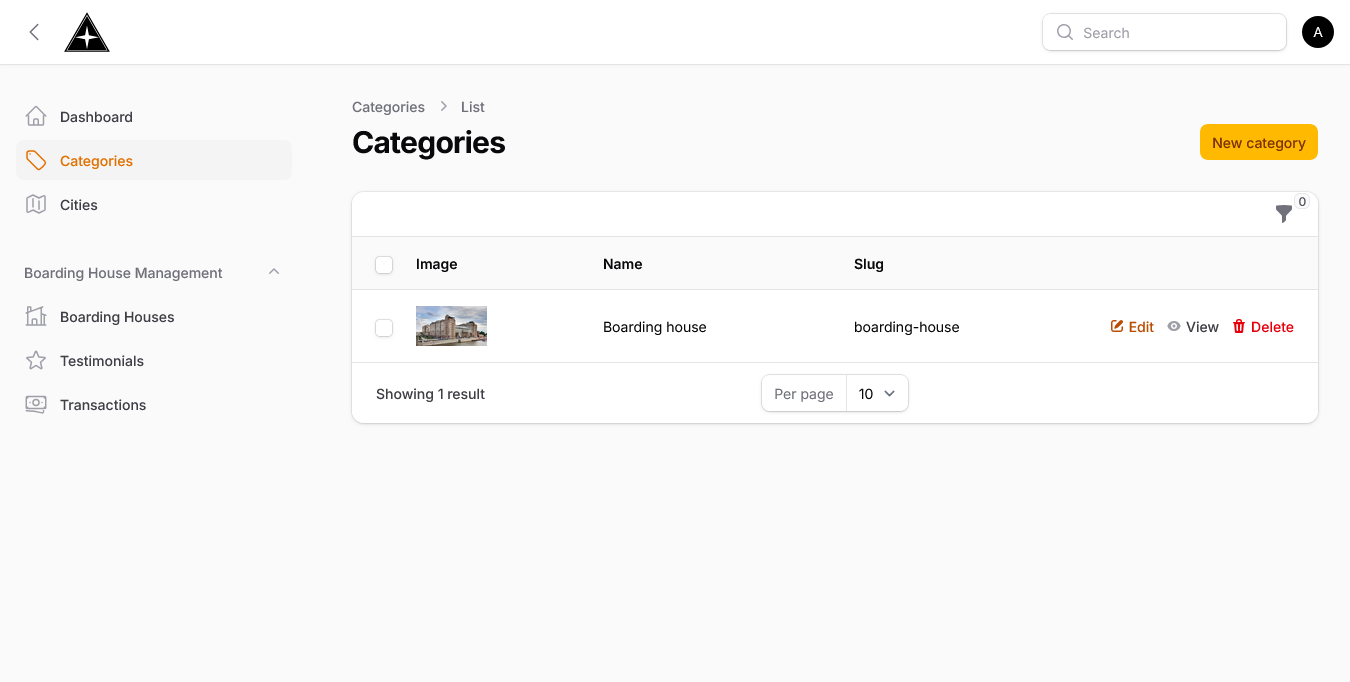 Search
A
Dashboard
Categories
Cities
Boarding House Management
Boarding Houses
Testimonials
Transactions
Categories > List
Categories
New category
0
Image Name Slug
Boarding house boarding-house Edit View Delete
Showing 1 result Per page 10